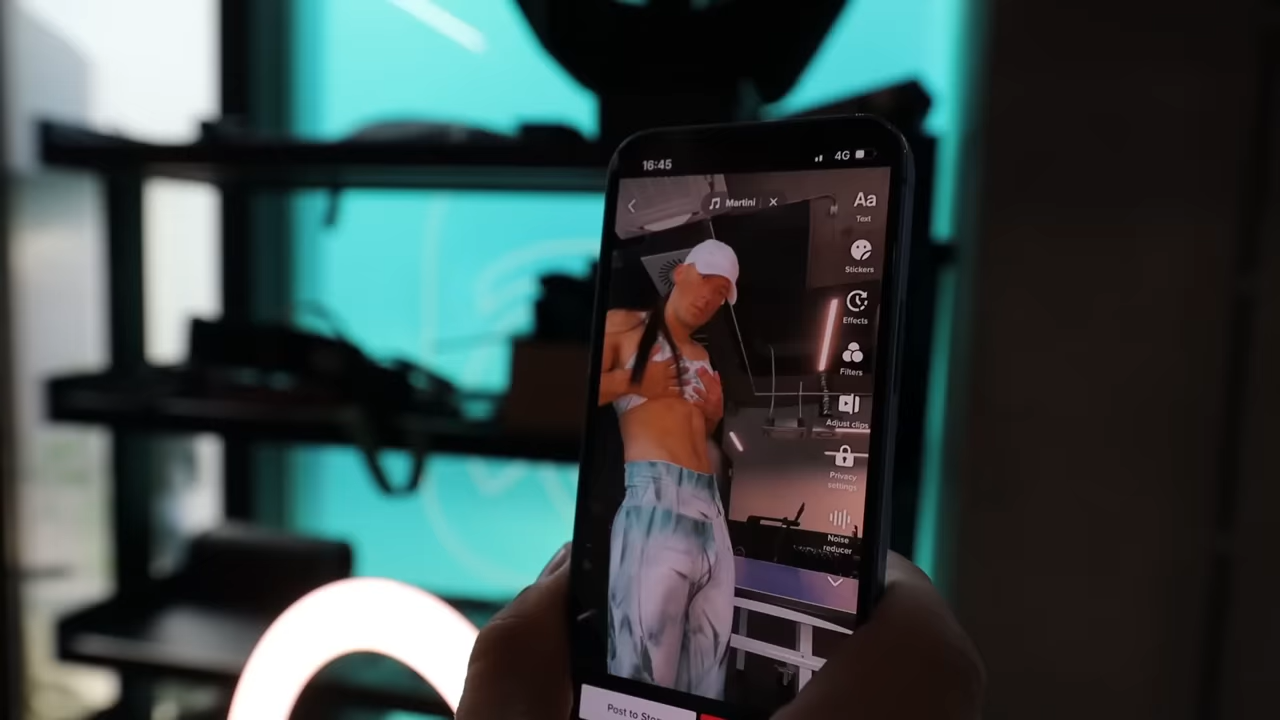 16:45
4G
Martini
Aa
Text
Stickers
Effects
Filters
Adjust clips
Privacy
settings
Noise
reducer
Post to